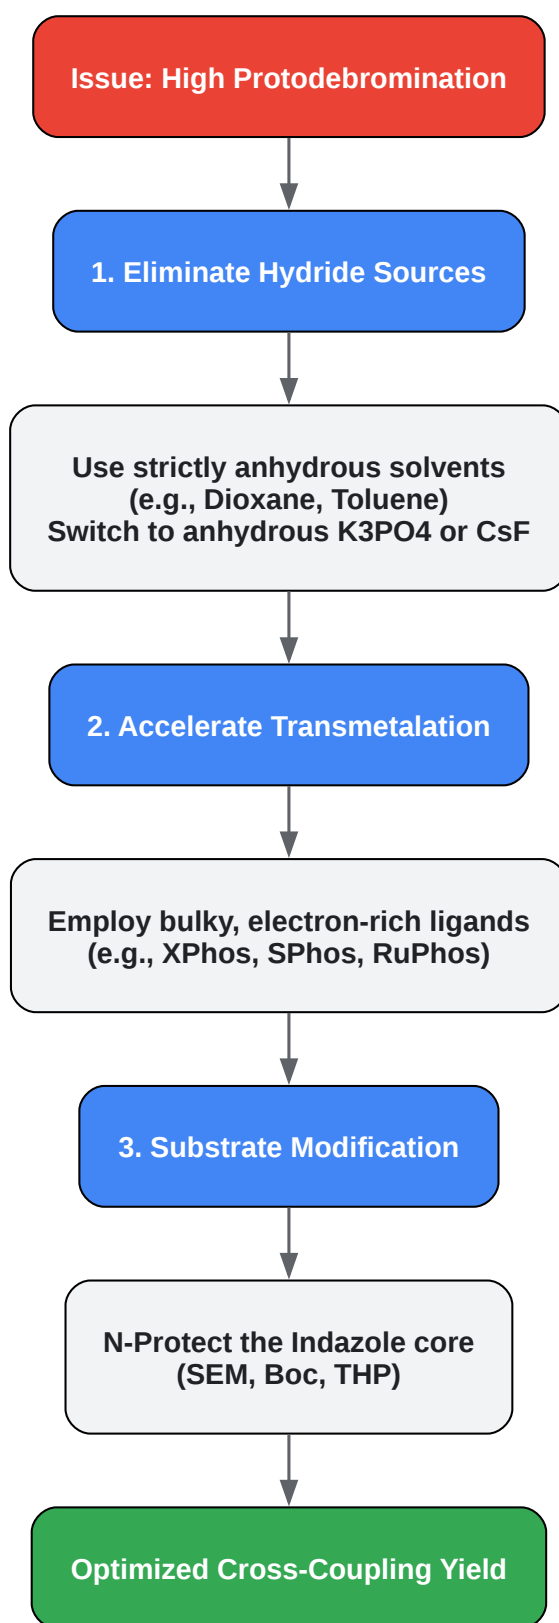 Issue: High Protodebromination
1. Eliminate Hydride Sources
Use strictly anhydrous solvents
(e.g., Dioxane, Toluene)
Switch to anhydrous K3PO4 or CsF
2. Accelerate Transmetalation
Employ bulky, electron-rich ligands
(e.g., XPhos, SPhos, RuPhos)
3. Substrate Modification
N-Protect the Indazole core
(SEM, Boc, THP)
Optimized Cross-Coupling Yield